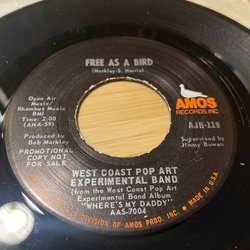 FREE AS A BIRD
(Markley-S. Harris)
Open Air
Music/
Rhombus Music
BMI
Time: 2:00
(ANA-59)
Produced by
Bob Markley
PROMOTIONAL
COPY NOT
FOR SALE
AMOS
RECORDS, INC.
AJB-119
Supervised by
Jimmy Bowen
WEST COAST POP ART
EXPERIMENTAL BAND
(from the West Coast Pop Art
Experimental Band Album
"WHERE'S MY DADDY"
AAS-7004
A DIVISION OF AMOS PROD., INC.
MADE IN U.S.A.